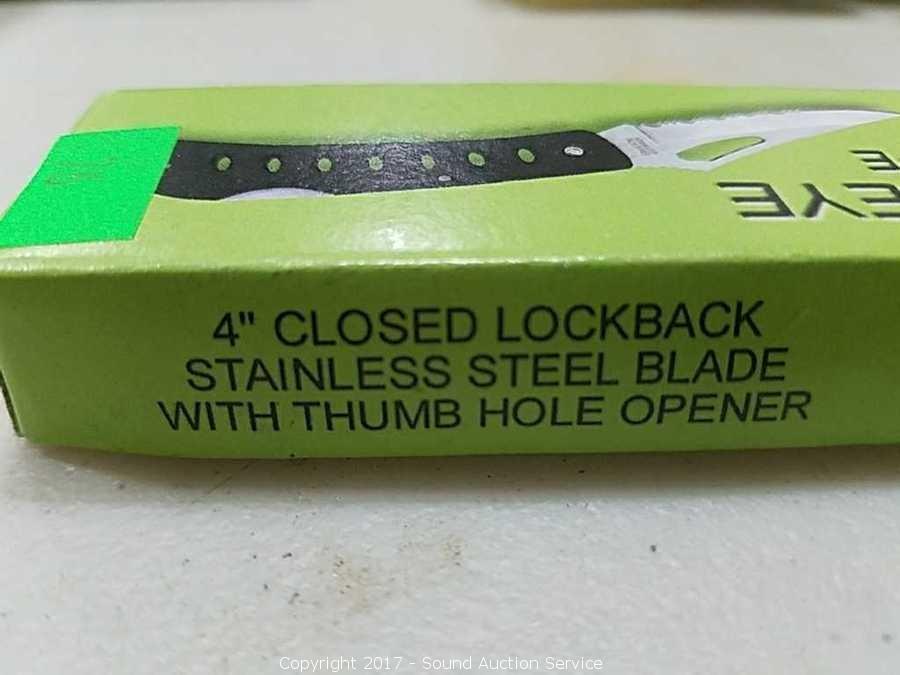 EYE
4" CLOSED LOCKBACK
STAINLESS STEEL BLADE
WITH THUMB HOLE OPENER
Copyright 2017 - Sound Auction Service